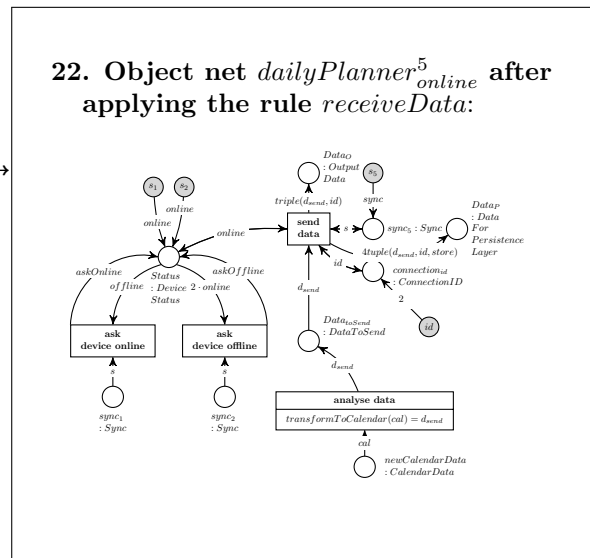 22. Object net dailyPlanner⁵online after
applying the rule receiveData:
s₁
s₂
online
online
online
askOnline
offline
Status
: Device
Status
2 · online
askOffline
ask
device online
ask
device offline
s
s
sync₁
: Sync
sync₂
: Sync
Data_O
: Output
Data
triple(d_send, id)
send
data
s₅
sync
s
sync₅ : Sync
Data_P
: Data
For
Persistence
Layer
4tuple(d_send, id, store)
id
connection_id
: ConnectionID
2
id
d_send
Data_toSend
: DataToSend
d_send
analyse data
transformToCalendar(cal) = d_send
cal
newCalendarData
: CalendarData